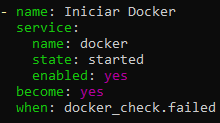 - name: Iniciar Docker
  service:
    name: docker
    state: started
    enabled: yes
  become: yes
  when: docker_check.failed